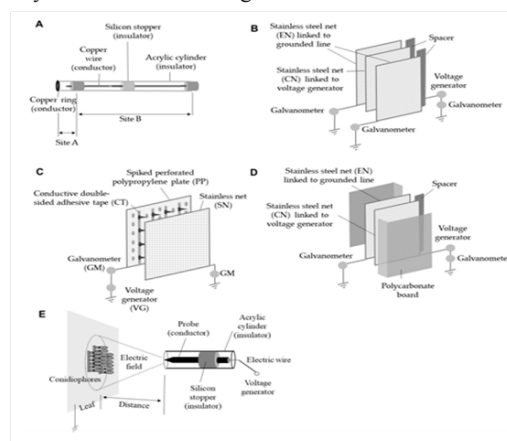 A
Silicon stopper
(insulator)
Copper
wire
(conductor)
Acrylic cylinder
(insulator)
Copper ring
(conductor)
Site A
Site B
B
Stainless steel net
(EN) linked to
grounded line
Spacer
Stainless steel net
(CN) linked to
voltage generator
Voltage
generator
Galvanometer
Galvanometer
Galvanometer
C
Spiked perforated
polypropylene plate (PP)
Conductive double-
sided adhesive tape (CT)
Stainless net
(SN)
Galvanometer
(GM)
GM
Voltage
generator
(VG)
D
Stainless steel net (EN)
linked to grounded line
Spacer
Stainless steel net
(CN) linked to
voltage generator
Voltage
generator
Galvanometer
Polycarbonate
board
E
Probe
(conductor)
Acrylic
cylinder
(insulator)
Electric
field
Electric wire
Conidiophores
Voltage
generator
Silicon
stopper
(insulator)
Leaf
Distance